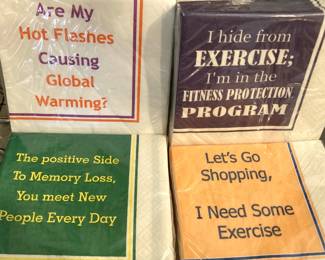 Are My
Hot Flashes
Causing
Global
Warming?
I hide from
EXERCISE;
I'm in the
FITNESS PROTECTION
PROGRAM
The positive Side
To Memory Loss,
You meet New
People Every Day
Let's Go
Shopping,
I Need Some
Exercise